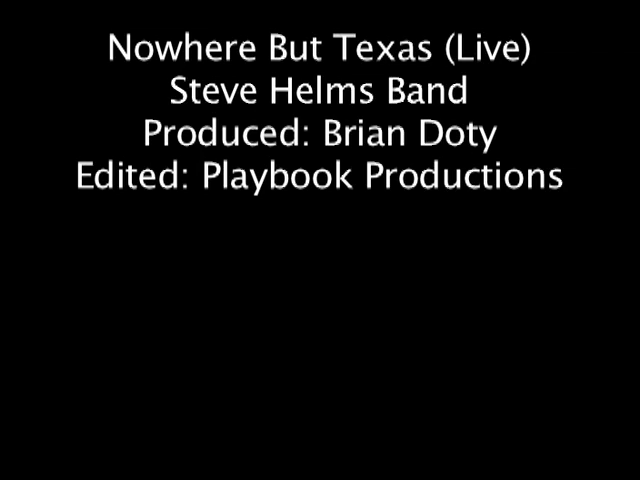 Nowhere But Texas (Live)
Steve Helms Band
Produced: Brian Doty
Edited: Playbook Productions